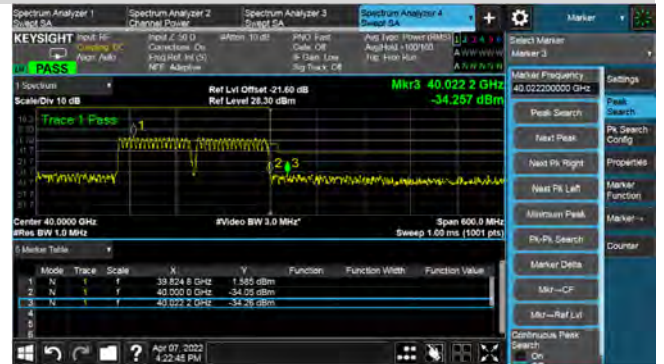 Spectrum Analyzer 1
Swept SA
Spectrum Analyzer 2
Channel Power
Spectrum Analyzer 3
Swept SA
Spectrum Analyzer 4
Swept SA
+
Marker
KEYSIGHT
Input: RF
Coupling: DC
Align: Auto
PASS
Input Z: 50 Ω
Corrections: On
Freq Ref: Int (S)
NFE: Adaptive
#Atten: 10 dB
PNO: Fast
Gate: Off
IF Gain: Low
Sig Track: Off
Avg Type: Power (RMS)
Avg|Hold: >100/100
Trig: Free Run
Select Marker
Marker 3
1 Spectrum
Scale/Div 10 dB
Ref Lvl Offset -21.60 dB
Ref Level 28.30 dBm
Mkr3 40.022 2 GHz
-34.257 dBm
Trace 1 Pass
1
2
3
Center 40.0000 GHz
#Res BW 1.0 MHz
#Video BW 3.0 MHz*
Span 600.0 MHz
Sweep 1.00 ms (1001 pts)
5 Marker Table
Mode Trace Scale X Y Function Function Width Function Value
1 N 1 f 39.824 8 GHz 1.565 dBm
2 N 1 f 40.000 0 GHz -34.05 dBm
3 N 1 f 40.022 2 GHz -34.26 dBm
4
5
6
Apr 07, 2022
4:22:45 PM
Marker Frequency
40.022200000 GHz
Peak Search
Next Peak
Next Pk Right
Next Pk Left
Minimum Peak
Pk-Pk Search
Marker Delta
Mkr→CF
Mkr→Ref Lvl
Continuous Peak
Search
On
Settings
Peak
Search
Pk Search
Config
Properties
Marker
Function
Marker→
Counter